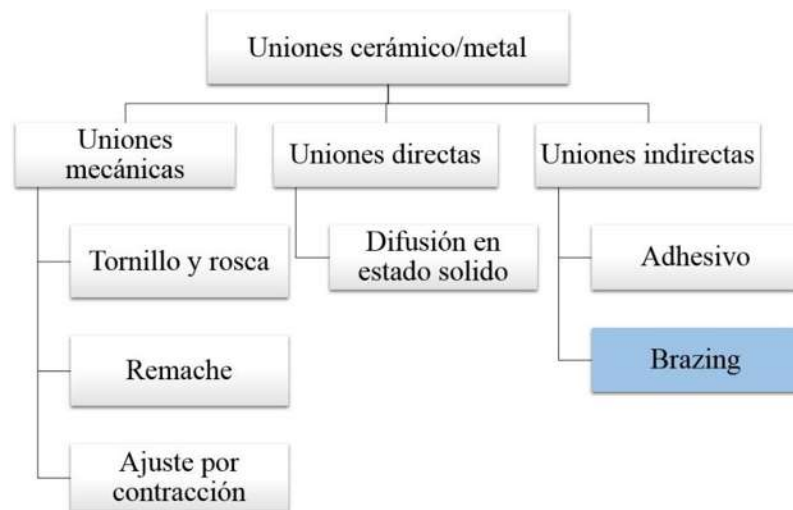 Uniones cerámico/metal
Uniones
mecánicas
Uniones directas
Uniones indirectas
Tornillo y rosca
Difusión en
estado solido
Adhesivo
Remache
Brazing
Ajuste por
contracción